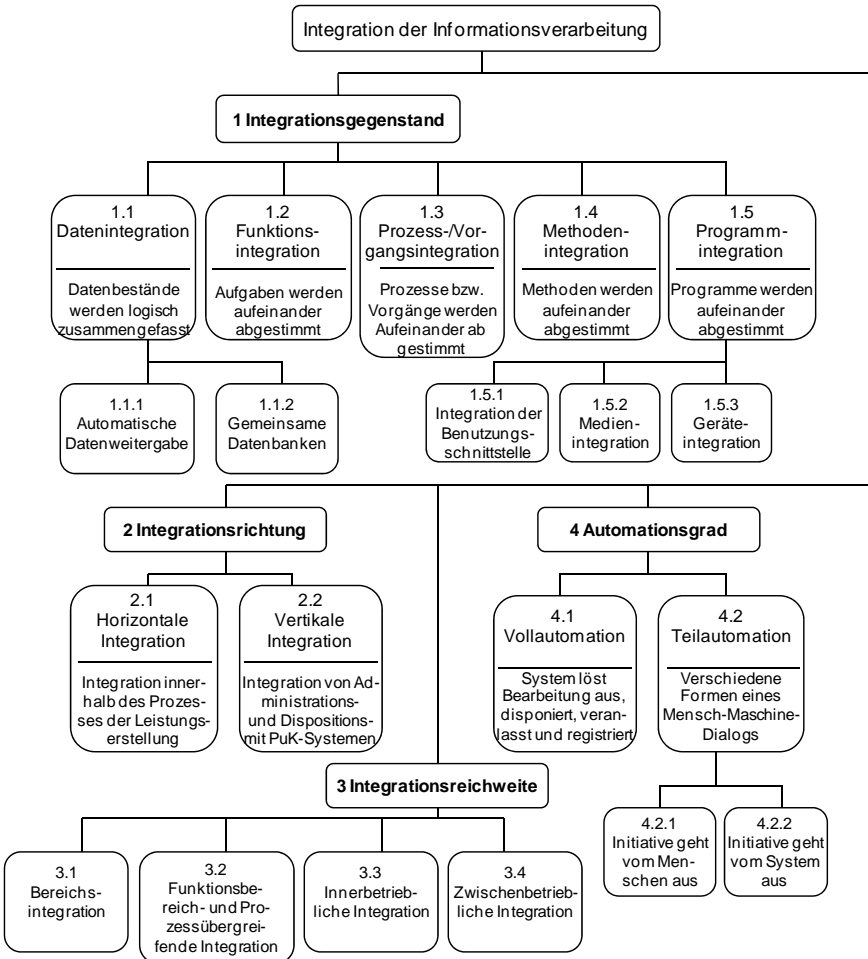 Integration der Informationsverarbeitung
1 Integrationsgegenstand
1.1
Datenintegration
Datenbestände
werden logisch
zusammengefasst
1.2
Funktions-
integration
Aufgaben werden
aufeinander
abgestimmt
1.3
Prozess-/Vor-
gangsintegration
Prozesse bzw.
Vorgänge werden
Aufeinander ab
gestimmt
1.4
Methoden-
integration
Methoden werden
aufeinander
abgestimmt
1.5
Programm-
integration
Programme werden
aufeinander
abgestimmt
1.1.1
Automatische
Datenweitergabe
1.1.2
Gemeinsame
Datenbanken
1.5.1
Integration der
Benutzungs-
schnittstelle
1.5.2
Medien-
integration
1.5.3
Geräte-
integration
2 Integrationsrichtung
2.1
Horizontale
Integration
Integration inner-
halb des Prozes-
ses der Leistungs-
erstellung
2.2
Vertikale
Integration
Integration von Ad-
ministrations-
und Dispositions-
mit PuK-Systemen
4 Automationsgrad
4.1
Vollautomation
System löst
Bearbeitung aus,
disponiert, veran-
lasst und registriert
4.2
Teilautomation
Verschiedene
Formen eines
Mensch-Maschine-
Dialogs
4.2.1
Initiative geht
vom Men-
schen aus
4.2.2
Initiative geht
vom System
aus
3 Integrationsreichweite
3.1
Bereichs-
integration
3.2
Funktionsbe-
reich- und Pro-
zessübergrei-
fende Integration
3.3
Innerbetrieb-
liche Integration
3.4
Zwischenbetrieb-
liche Integration